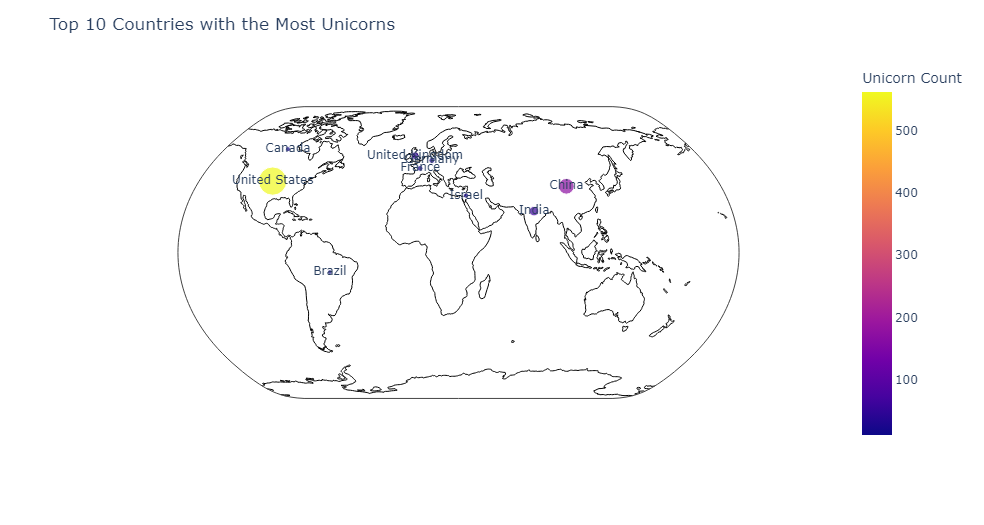 Top 10 Countries with the Most Unicorns
Unicorn Count
500
400
300
200
100
Canada
United Kingdom
Germany
France
United States
China
Israel
India
Brazil